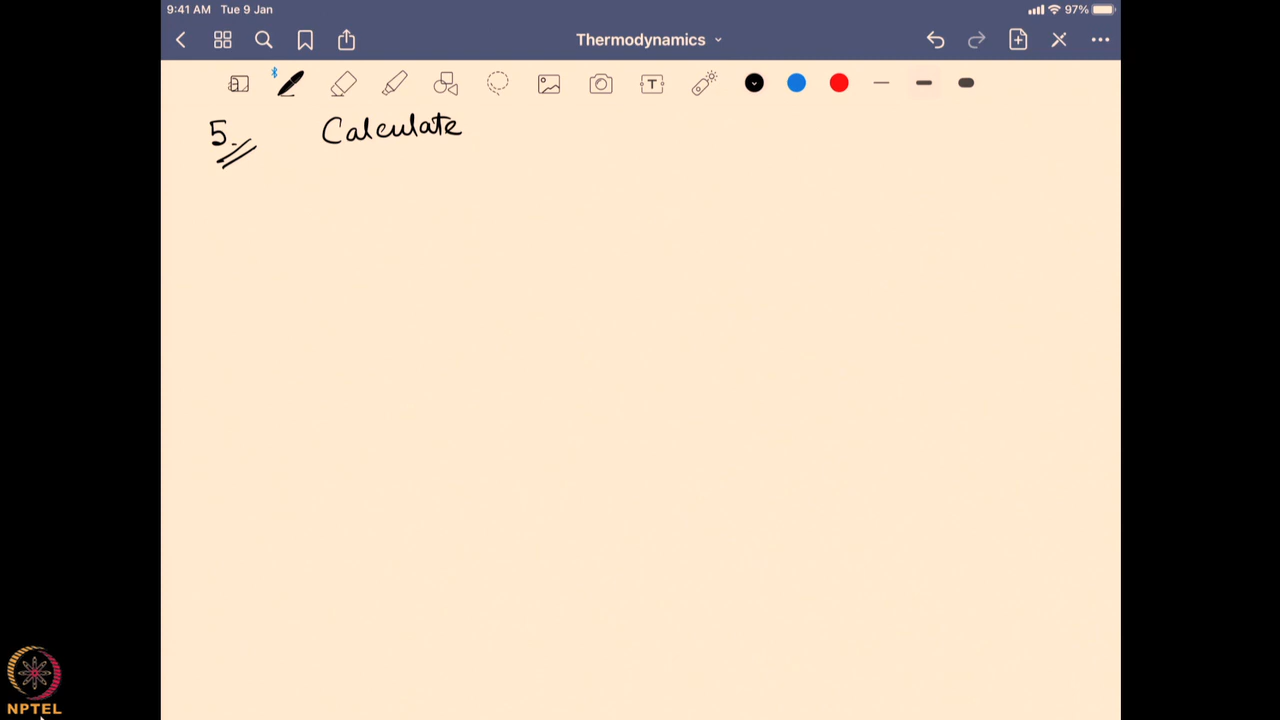 9:41 AM Tue 9 Jan 97%
Thermodynamics
T
5. Calculate
NPTEL